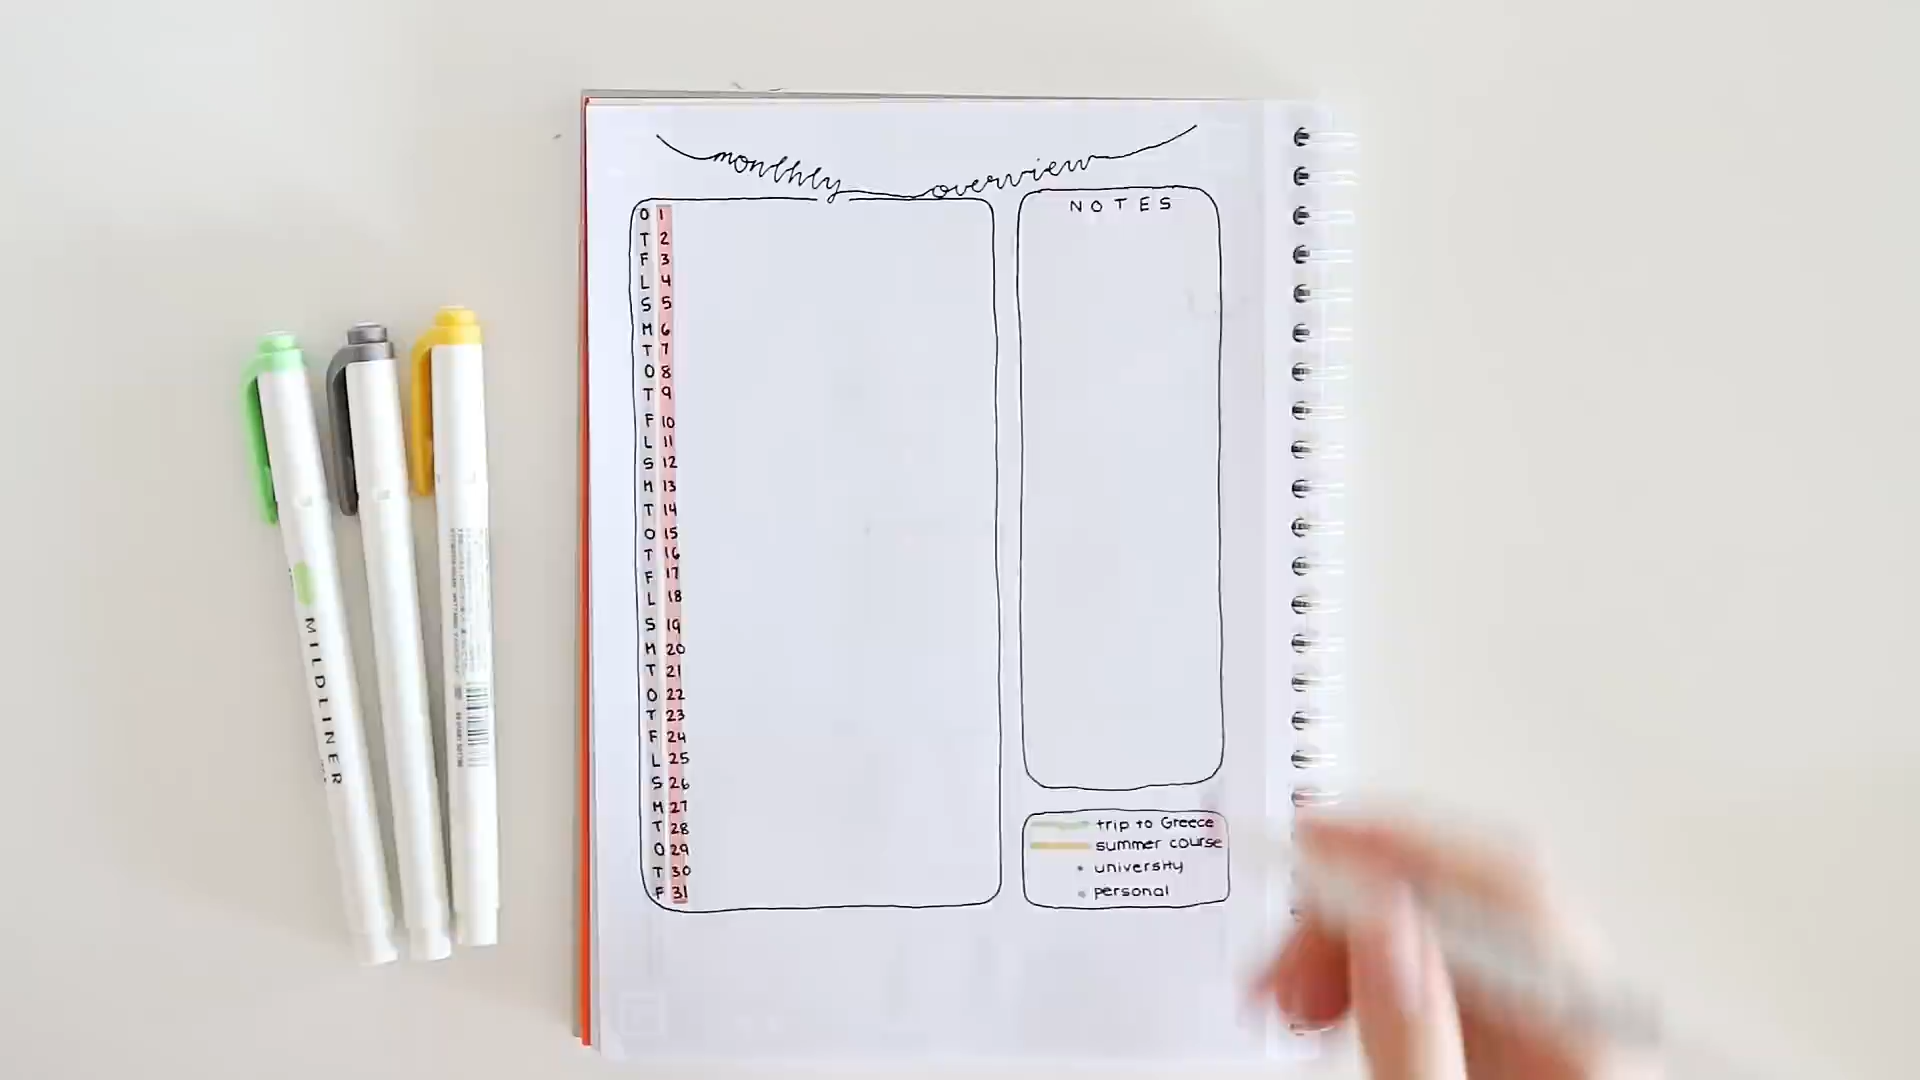 monthly overview
O 1
T 2
F 3
L 4
S 5
M 6
T 7
O 8
T 9
F 10
L 11
S 12
M 13
T 14
O 15
T 16
F 17
L 18
S 19
M 20
T 21
O 22
T 23
F 24
L 25
S 26
M 27
T 28
O 29
T 30
F 31
NOTES
trip to Greece
summer course
• university
• personal
MILDLINER